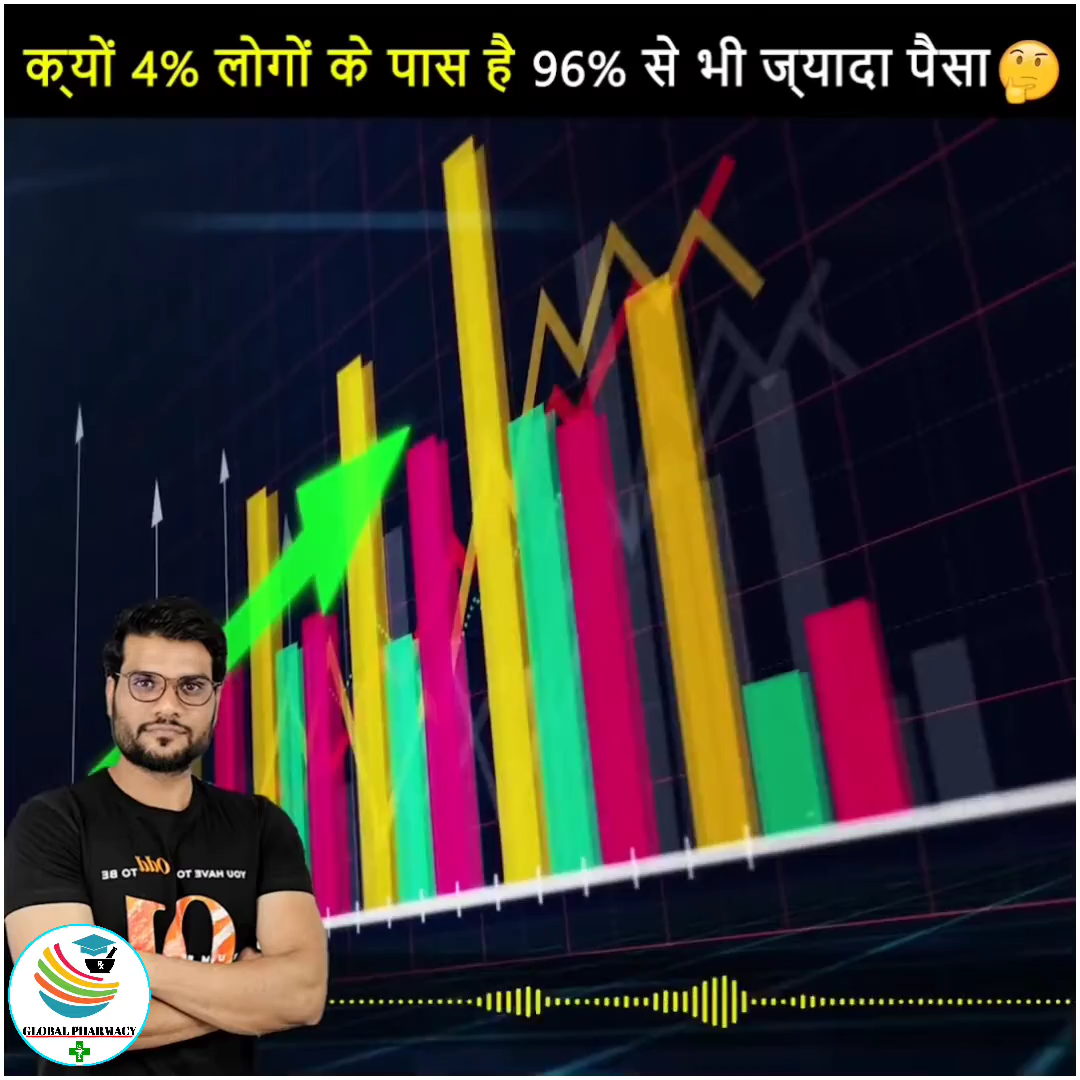 क्यों 4% लोगों के पास है 96% से भी ज्यादा पैसा
YOU HAVE TO Odd TO BE
GLOBAL PHARMACY